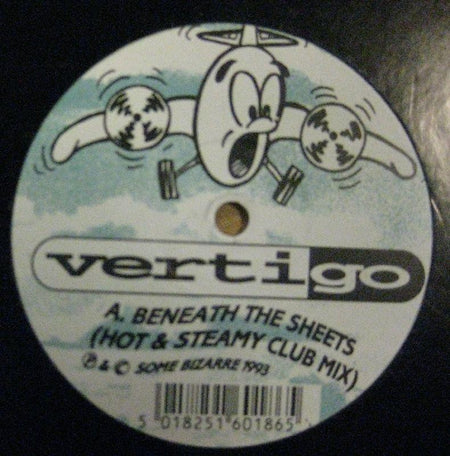 vertigo
A. BENEATH THE SHEETS
(HOT & STEAMY CLUB MIX)
℗ & © SOME BIZARRE 1993
5 018251 601865